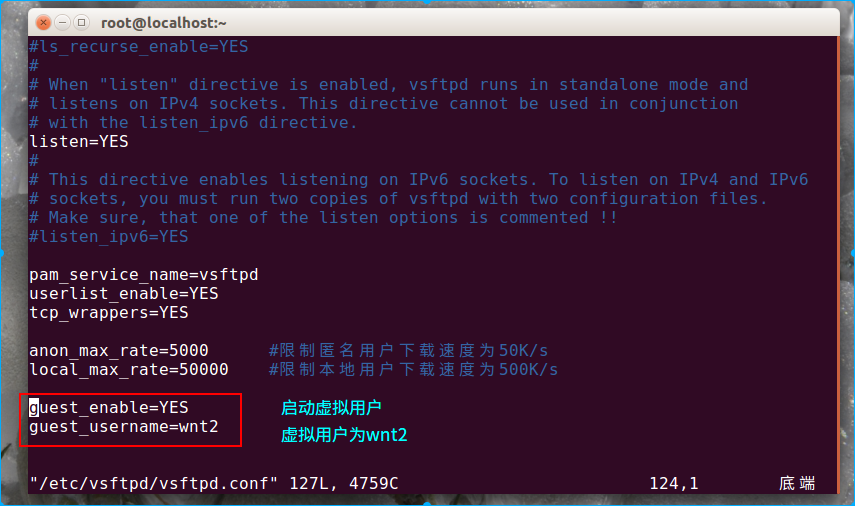 root@localhost:~
#ls_recurse_enable=YES
#
# When "listen" directive is enabled, vsftpd runs in standalone mode and
# listens on IPv4 sockets. This directive cannot be used in conjunction
# with the listen_ipv6 directive.
listen=YES
#
# This directive enables listening on IPv6 sockets. To listen on IPv4 and IPv6
# sockets, you must run two copies of vsftpd with two configuration files.
# Make sure, that one of the listen options is commented !!
#listen_ipv6=YES
pam_service_name=vsftpd
userlist_enable=YES
tcp_wrappers=YES
anon_max_rate=5000 #限制匿名用户下载速度为50K/s
local_max_rate=50000 #限制本地用户下载速度为500K/s
guest_enable=YES 启动虚拟用户
guest_username=wnt2 虚拟用户为wnt2
"/etc/vsftpd/vsftpd.conf" 127L, 4759C 124,1 底端